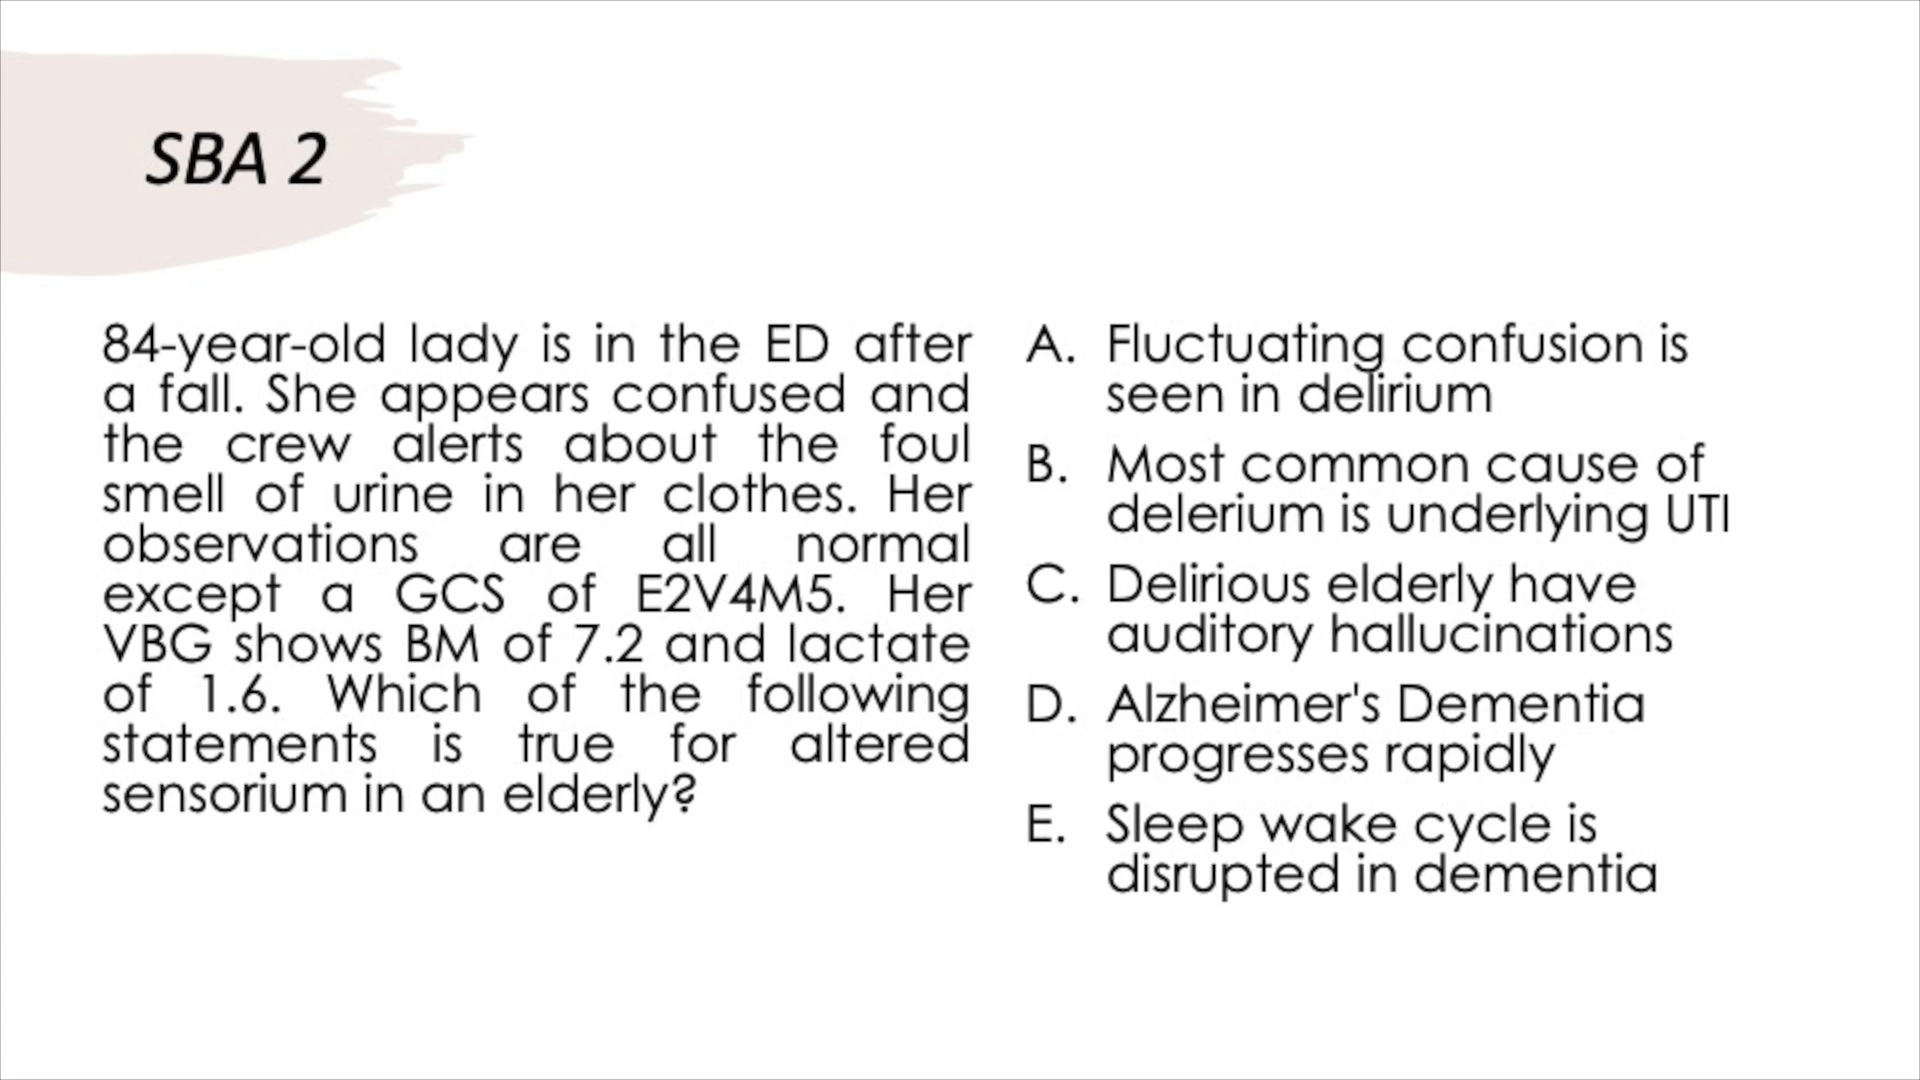 SBA 2
84-year-old lady is in the ED after
a fall. She appears confused and
the crew alerts about the foul
smell of urine in her clothes. Her
observations are all normal
except a GCS of E2V4M5. Her
VBG shows BM of 7.2 and lactate
of 1.6. Which of the following
statements is true for altered
sensorium in an elderly?
A. Fluctuating confusion is
seen in delirium
B. Most common cause of
delerium is underlying UTI
C. Delirious elderly have
auditory hallucinations
D. Alzheimer's Dementia
progresses rapidly
E. Sleep wake cycle is
disrupted in dementia